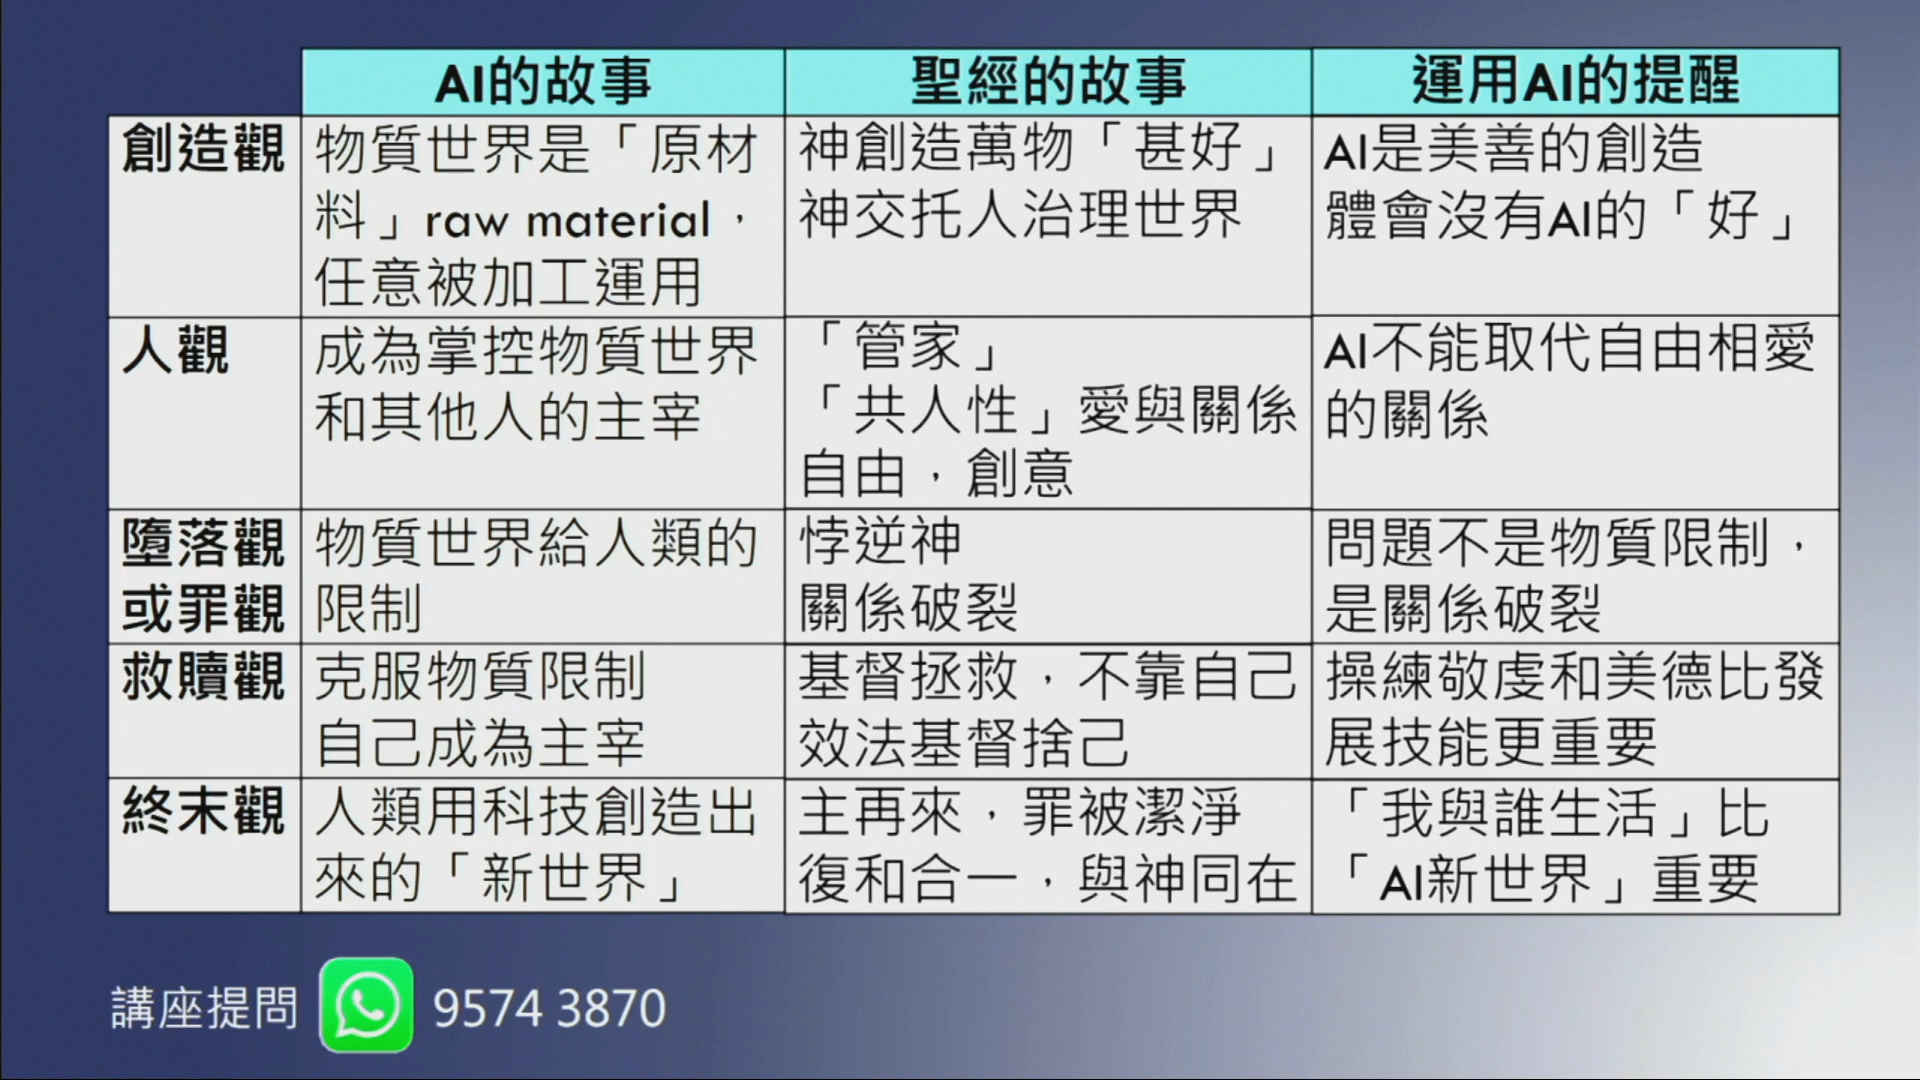 AI的故事
聖經的故事
運用AI的提醒
創造觀
物質世界是「原材
料」raw material，
任意被加工運用
神創造萬物「甚好」
神交托人治理世界
AI是美善的創造
體會沒有AI的「好」
人觀
成為掌控物質世界
和其他人的主宰
「管家」
「共人性」愛與關係
自由，創意
AI不能取代自由相愛
的關係
墮落觀
或罪觀
物質世界給人類的
限制
悖逆神
關係破裂
問題不是物質限制，
是關係破裂
救贖觀
克服物質限制
自己成為主宰
基督拯救，不靠自己
效法基督捨己
操練敬虔和美德比發
展技能更重要
終末觀
人類用科技創造出
來的「新世界」
主再來，罪被潔淨
復和合一，與神同在
「我與誰生活」比
「AI新世界」重要
講座提問 9574 3870